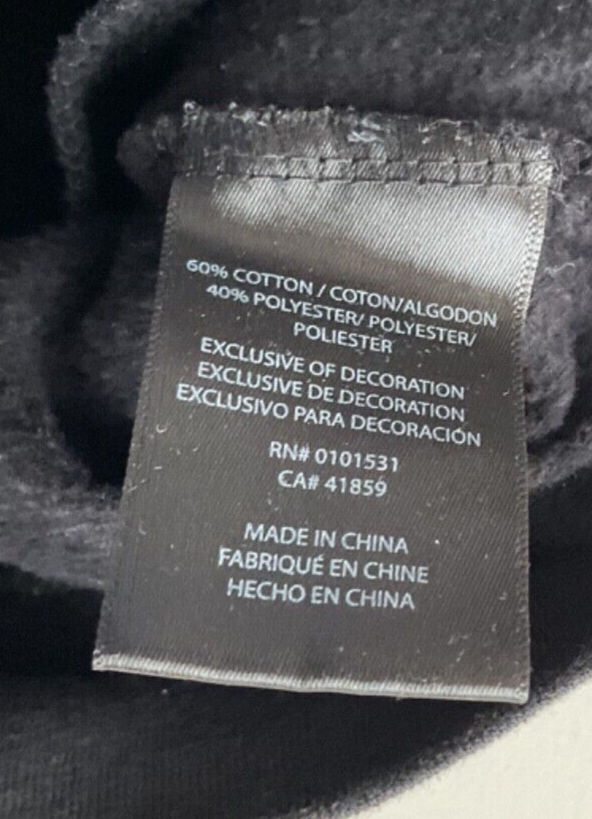 60% COTTON / COTON/ALGODON
40% POLYESTER/ POLYESTER/
POLIESTER
EXCLUSIVE OF DECORATION
EXCLUSIVE DE DECORATION
EXCLUSIVO PARA DECORACIÓN
RN# 0101531
CA# 41859
MADE IN CHINA
FABRIQUÉ EN CHINE
HECHO EN CHINA